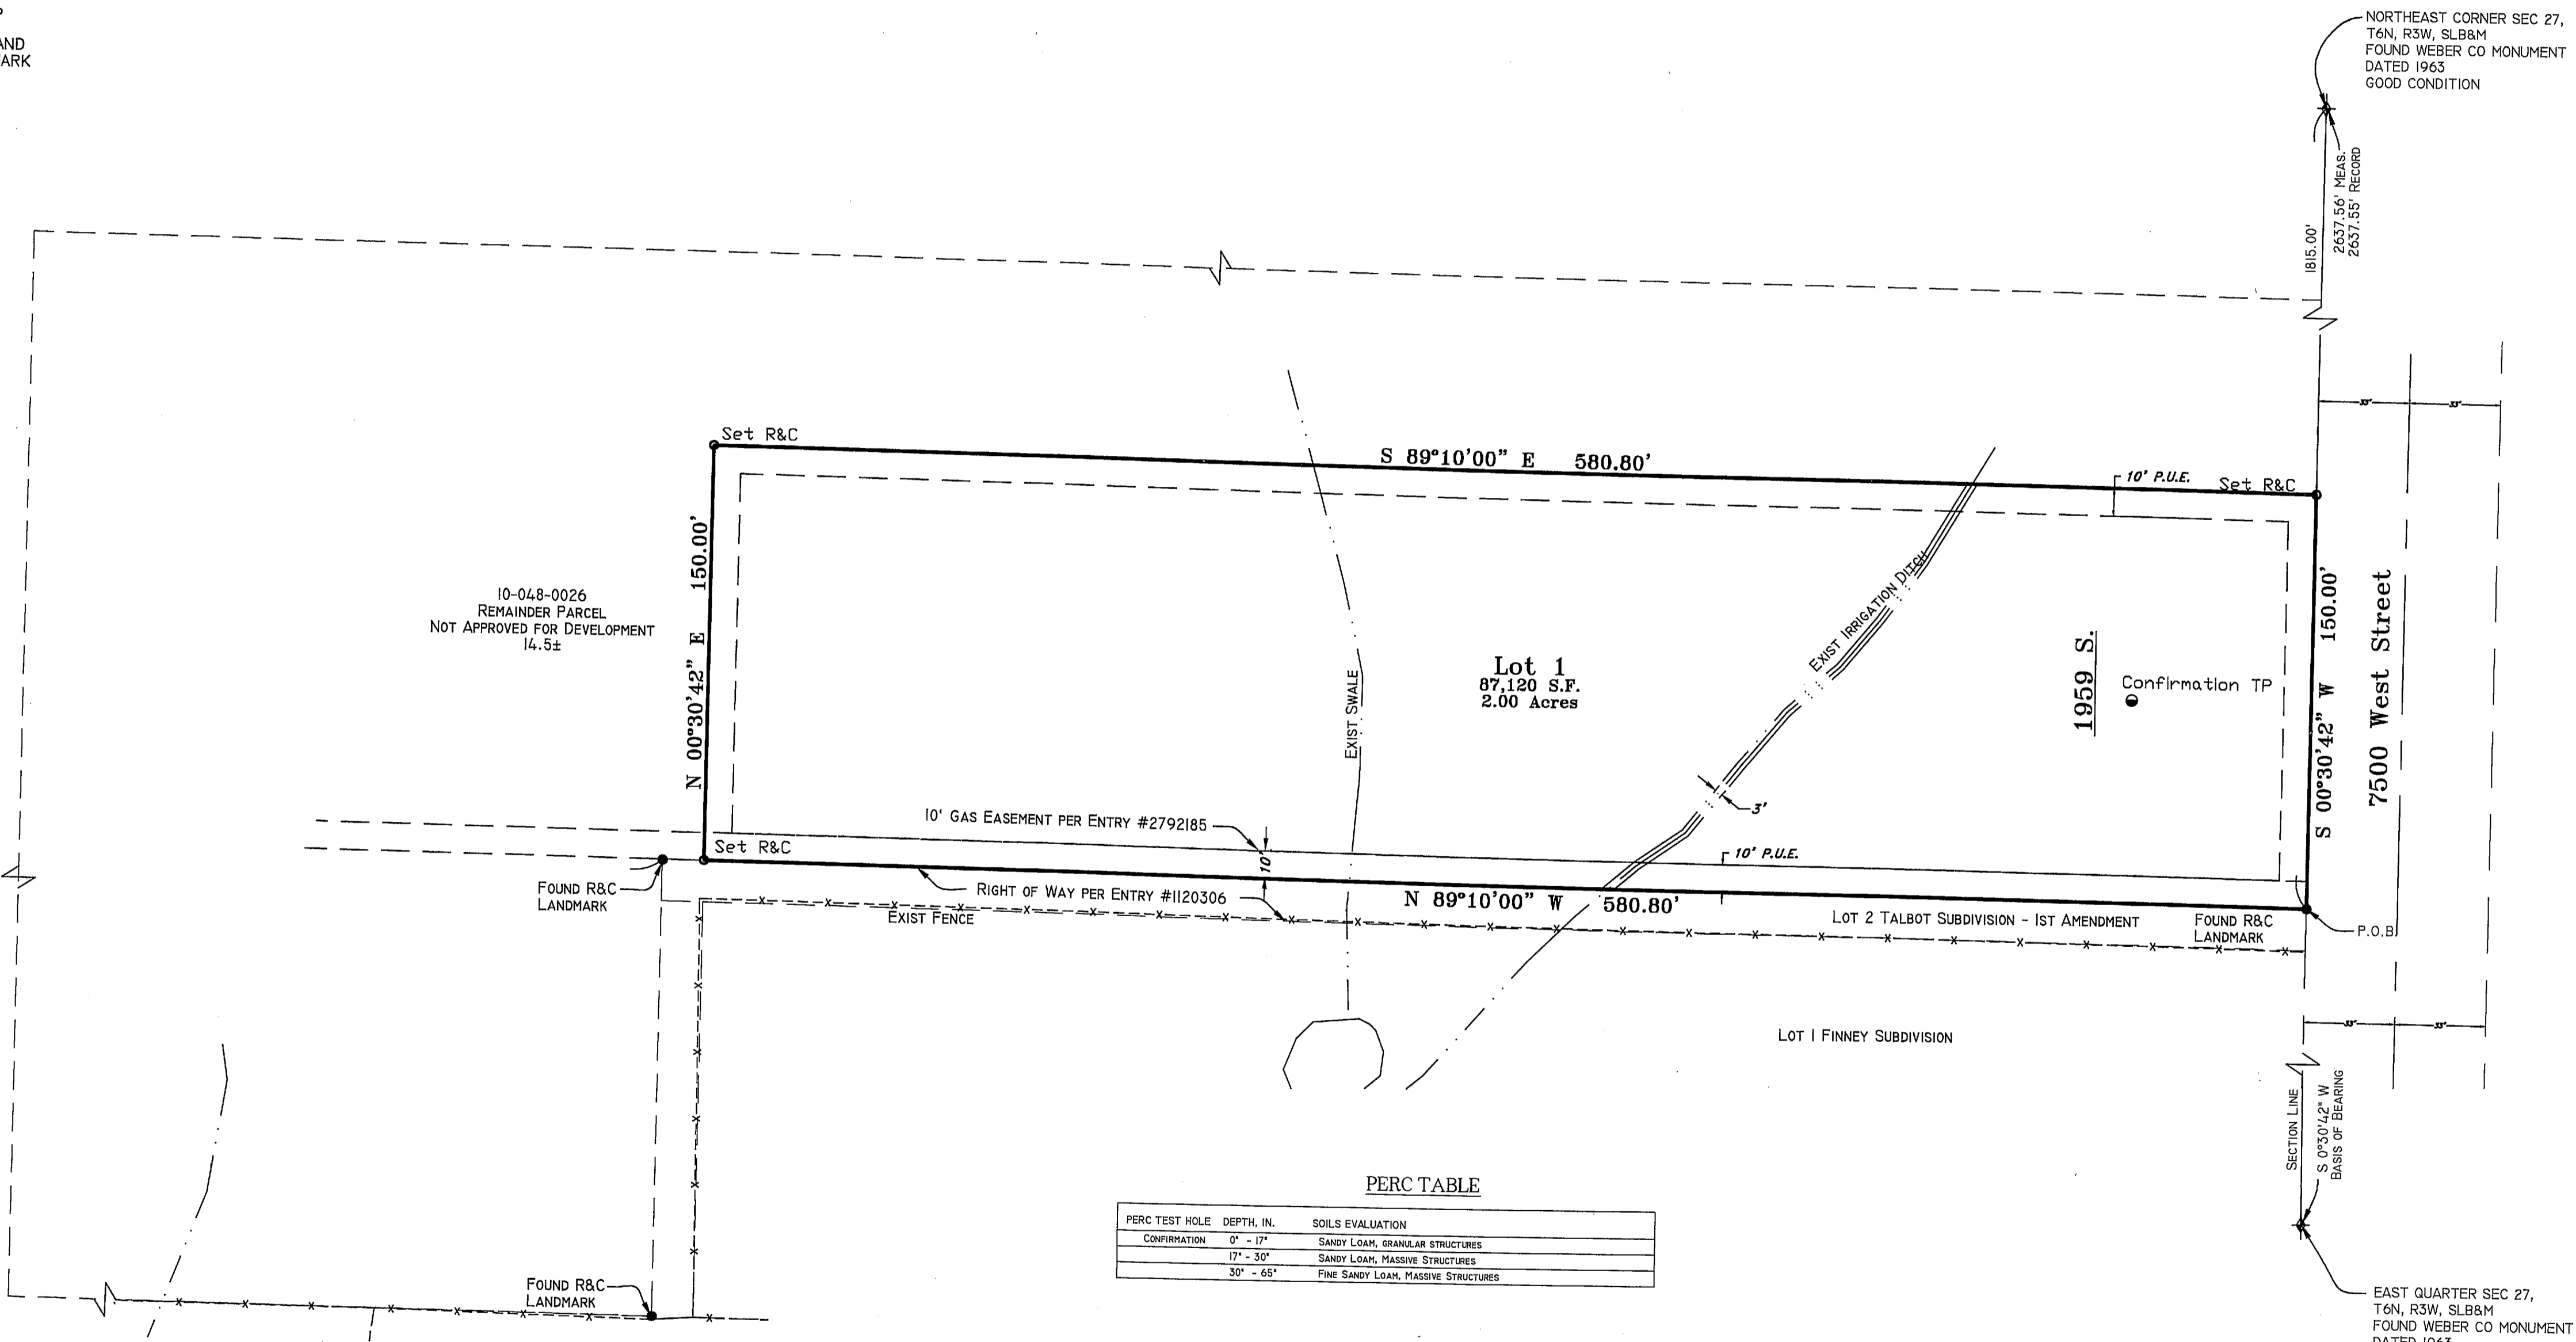 AND
ARK
NORTHEAST CORNER SEC 27,
T6N, R3W, SLB&M
FOUND WEBER CO MONUMENT
DATED 1963
GOOD CONDITION
2637.56' MEAS.
2637.55' RECORD
1815.00'
33'
33'
Set R&C
S 89°10'00" E 580.80'
10' P.U.E.
Set R&C
N 00°30'42" E 150.00'
10-048-0026
REMAINDER PARCEL
NOT APPROVED FOR DEVELOPMENT
14.5±
EXIST SWALE
Lot 1
87,120 S.F.
2.00 Acres
EXIST IRRIGATION DITCH
3'
1959 S.
Confirmation TP
S 00°30'42" W 150.00'
7500 West Street
10' GAS EASEMENT PER ENTRY #2792185
10'
10' P.U.E.
Set R&C
FOUND R&C
LANDMARK
RIGHT OF WAY PER ENTRY #1120306
EXIST FENCE
N 89°10'00" W 580.80'
LOT 2 TALBOT SUBDIVISION - 1ST AMENDMENT
FOUND R&C
LANDMARK
P.O.B
LOT 1 FINNEY SUBDIVISION
33'
33'
SECTION LINE
S 0°30'42" W
BASIS OF BEARING
PERC TABLE
PERC TEST HOLE DEPTH, IN. SOILS EVALUATION
CONFIRMATION 0" - 17" SANDY LOAM, GRANULAR STRUCTURES
17" - 30" SANDY LOAM, MASSIVE STRUCTURES
30" - 65" FINE SANDY LOAM, MASSIVE STRUCTURES
FOUND R&C
LANDMARK
EAST QUARTER SEC 27,
T6N, R3W, SLB&M
FOUND WEBER CO MONUMENT
DATED 1963